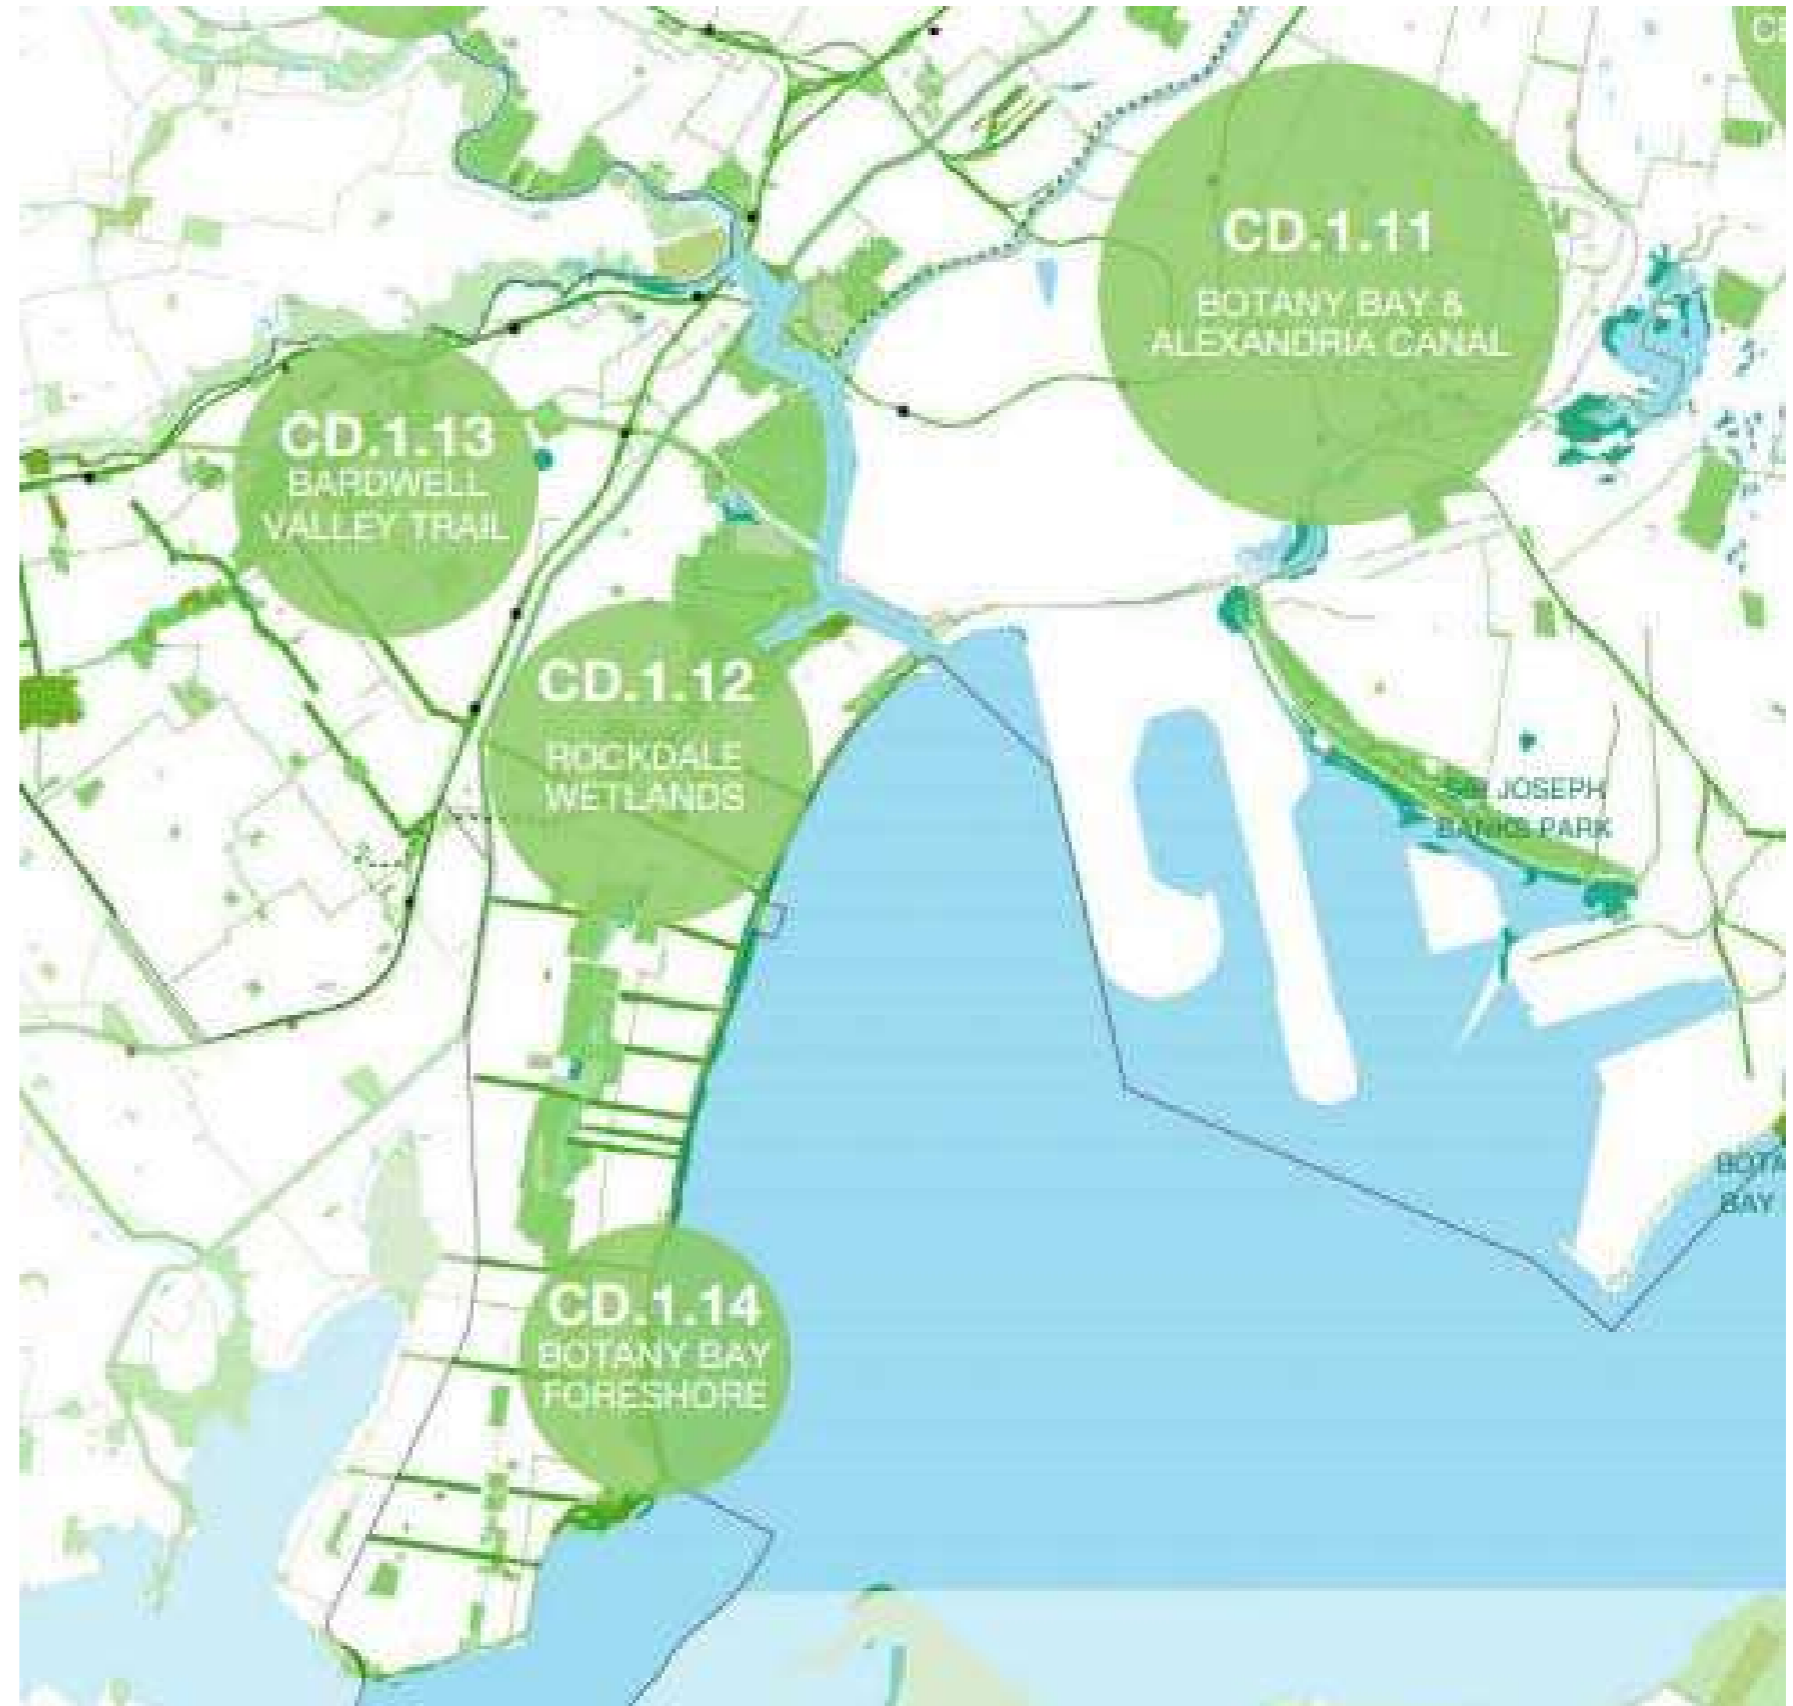 CD.1.11
BOTANY BAY &
ALEXANDRIA CANAL
CD.1.13
BARDWELL
VALLEY TRAIL
CD.1.12
ROCKDALE
WETLANDS
SIR JOSEPH
BANKS PARK
BAY
CD.1.14
BOTANY BAY
FORESHORE